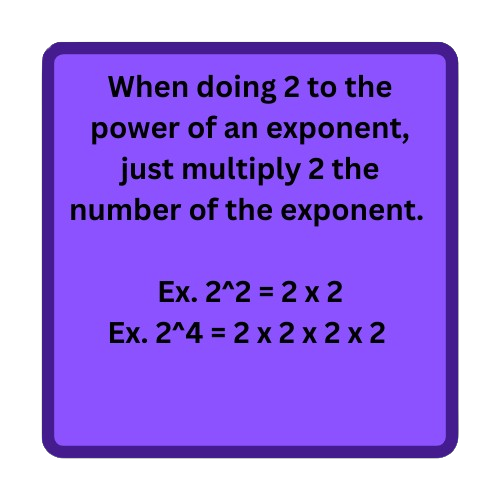 When doing 2 to the
power of an exponent,
just multiply 2 the
number of the exponent.
Ex. 2^2 = 2 x 2
Ex. 2^4 = 2 x 2 x 2 x 2